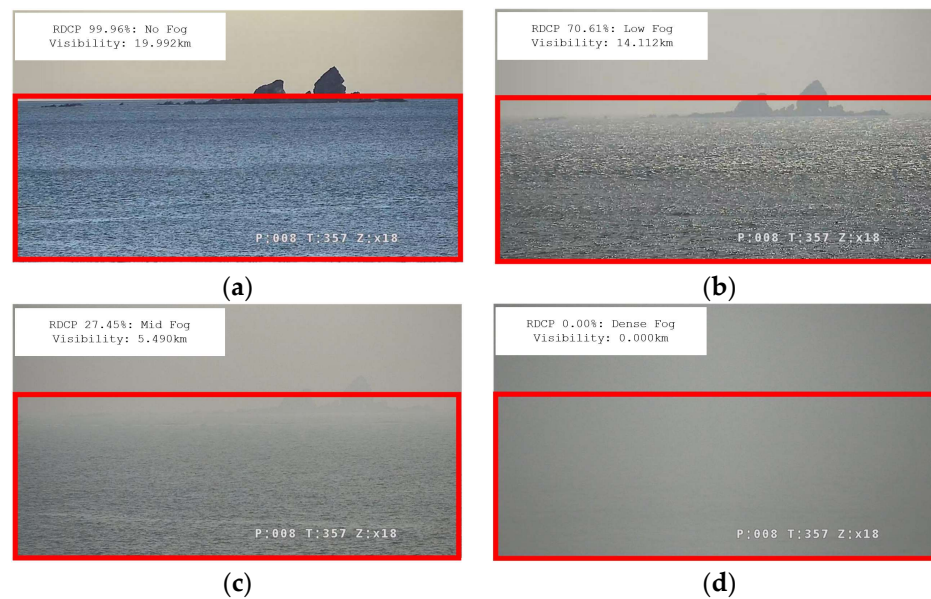 RDCP 99.96%: No Fog
Visibility: 19.992km
P:008 T:357 Z:x18
(a)
RDCP 70.61%: Low Fog
Visibility: 14.112km
P:008 T:357 Z:x18
(b)
RDCP 27.45%: Mid Fog
Visibility: 5.490km
P:008 T:357 Z:x18
(c)
RDCP 0.00%: Dense Fog
Visibility: 0.000km
P:008 T:357 Z:x18
(d)